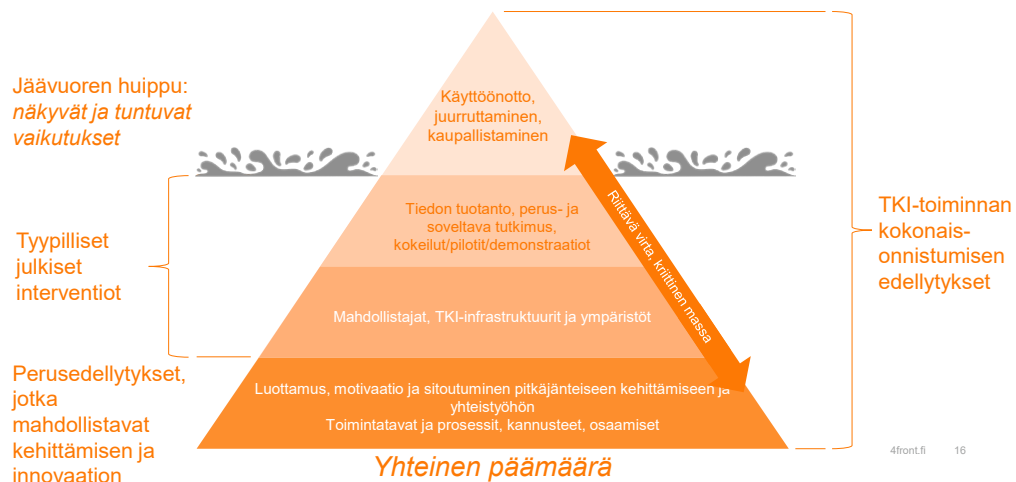 Jäävuoren huippu:
näkyvät ja tuntuvat
vaikutukset
Käyttöönotto,
juurruttaminen,
kaupallistaminen
Tyypilliset
julkiset
interventiot
Tiedon tuotanto, perus- ja
soveltava tutkimus,
kokeilut/pilotit/demonstraatiot
Mahdollistajat, TKI-infrastruktuurit ja ympäristöt
Riittävä virta, kriittinen massa
TKI-toiminnan
kokonais-
onnistumisen
edellytykset
Perusedellytykset,
jotka
mahdollistavat
kehittämisen ja
innovaation
Luottamus, motivaatio ja sitoutuminen pitkäjänteiseen kehittämiseen ja
yhteistyöhön
Toimintatavat ja prosessit, kannusteet, osaamiset
Yhteinen päämäärä
4front.fi 16